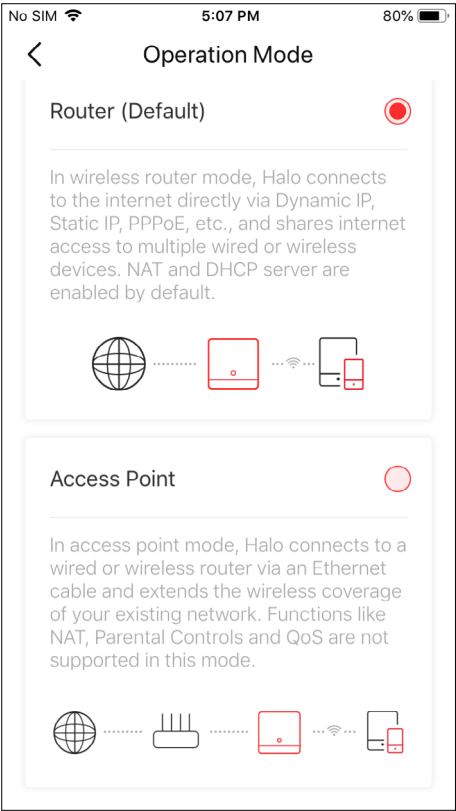 No SIM 5:07 PM 80%
Operation Mode
Router (Default)
In wireless router mode, Halo connects
to the internet directly via Dynamic IP,
Static IP, PPPoE, etc., and shares internet
access to multiple wired or wireless
devices. NAT and DHCP server are
enabled by default.
Access Point
In access point mode, Halo connects to a
wired or wireless router via an Ethernet
cable and extends the wireless coverage
of your existing network. Functions like
NAT, Parental Controls and QoS are not
supported in this mode.